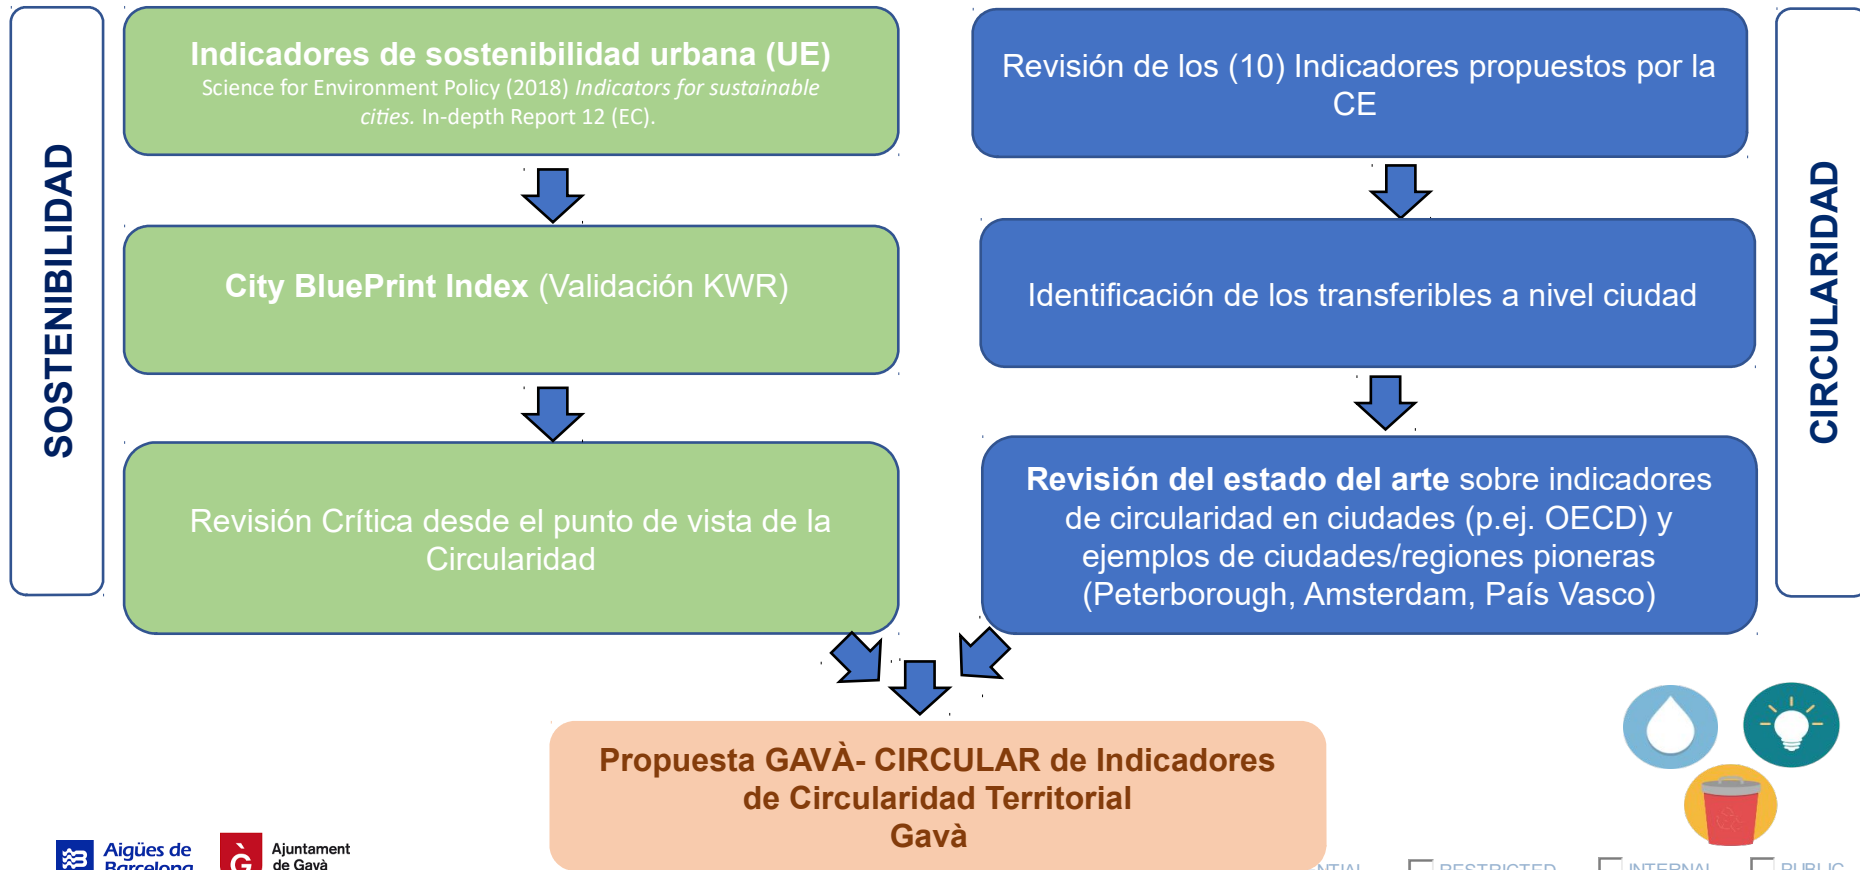 SOSTENIBILIDAD
Indicadores de sostenibilidad urbana (UE)
Science for Environment Policy (2018) Indicators for sustainable
cities. In-depth Report 12 (EC).
City BluePrint Index (Validación KWR)
Revisión Crítica desde el punto de vista de la
Circularidad
Revisión de los (10) Indicadores propuestos por la
CE
Identificación de los transferibles a nivel ciudad
Revisión del estado del arte sobre indicadores
de circularidad en ciudades (p.ej. OECD) y
ejemplos de ciudades/regiones pioneras
(Peterborough, Amsterdam, País Vasco)
CIRCULARIDAD
Propuesta GAVÀ- CIRCULAR de Indicadores
de Circularidad Territorial
Gavà
Aigües de
Barcelona
G̀
Ajuntament
de Gavà
RESTRICTED
INTERNAL
PUBLIC